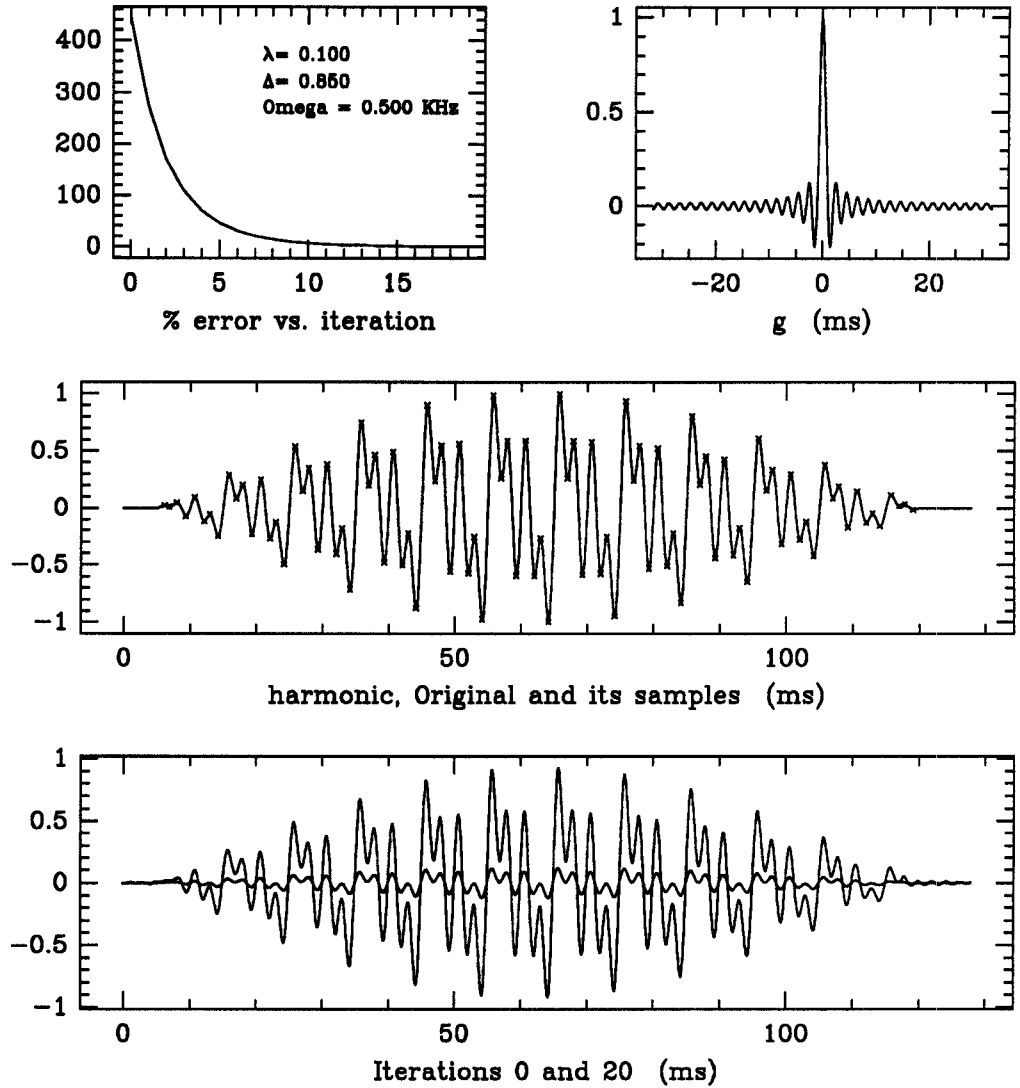 400
300
200
100
0
λ= 0.100
Δ= 0.850
Omega = 0.500 KHz
0 5 10 15
% error vs. iteration
1
0.5
0
−20 0 20
g (ms)
1
0.5
0
−0.5
−1
0 50 100
harmonic, Original and its samples (ms)
1
0.5
0
−0.5
−1
0 50 100
Iterations 0 and 20 (ms)